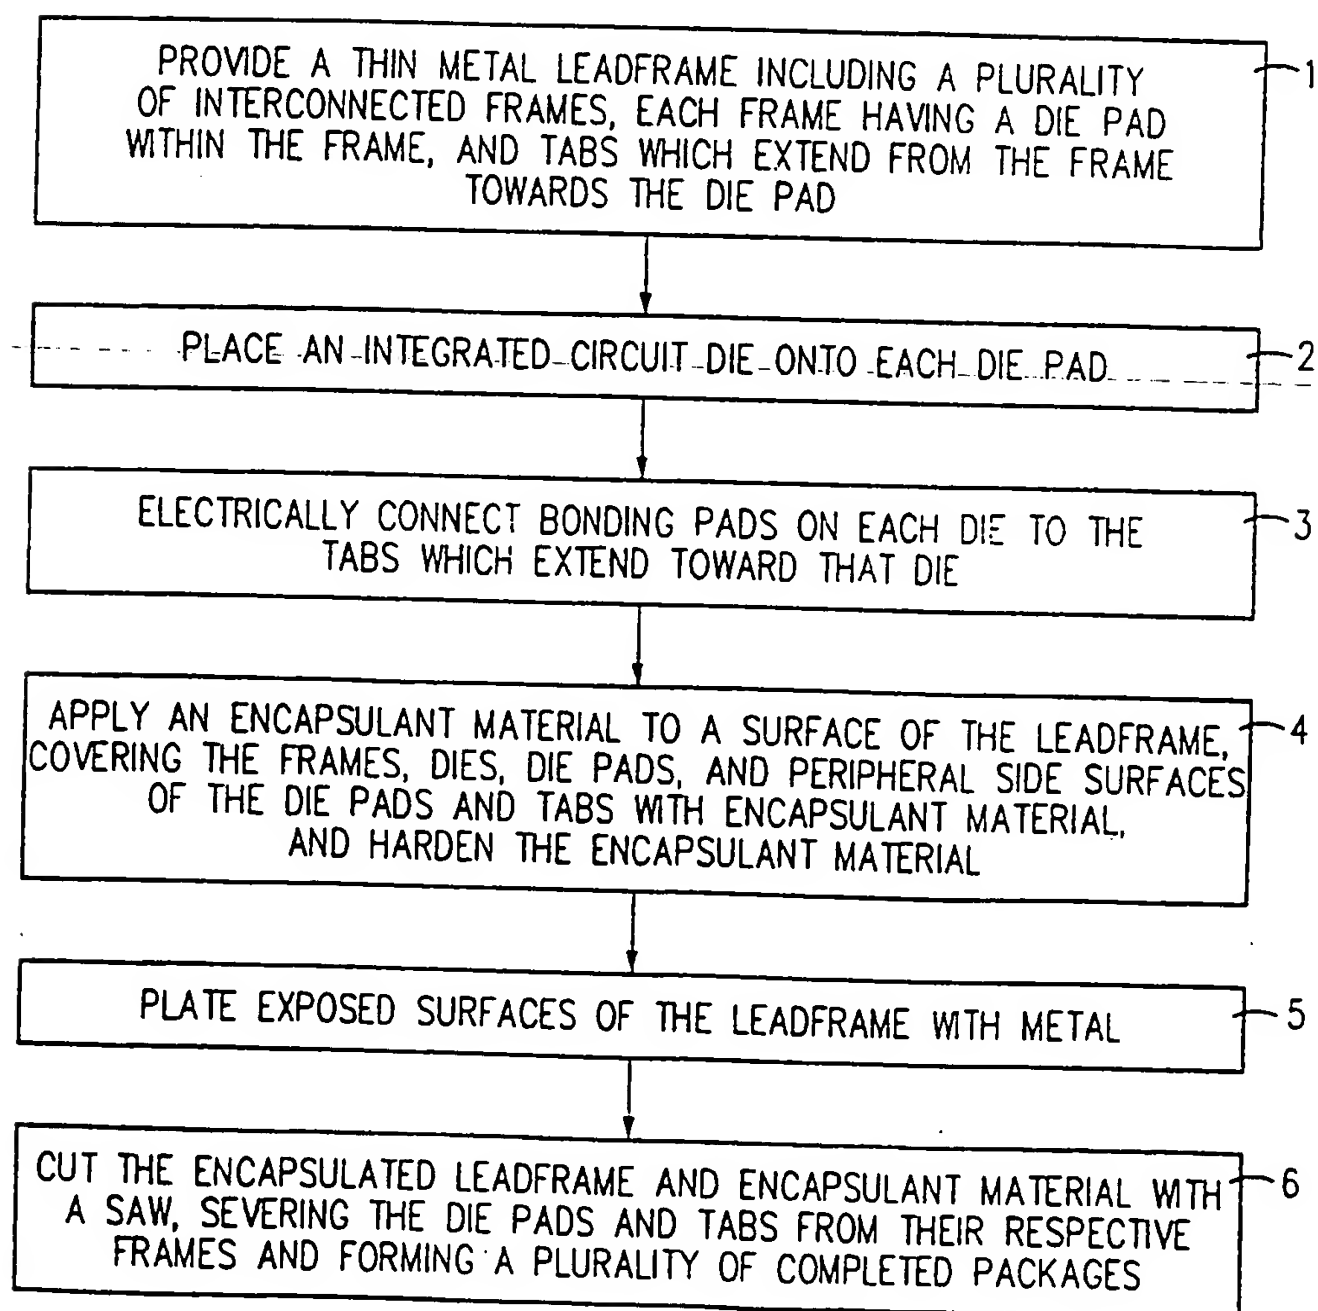 PROVIDE A THIN METAL LEADFRAME INCLUDING A PLURALITY
OF INTERCONNECTED FRAMES, EACH FRAME HAVING A DIE PAD
WITHIN THE FRAME, AND TABS WHICH EXTEND FROM THE FRAME
TOWARDS THE DIE PAD
1
PLACE AN INTEGRATED CIRCUIT DIE ONTO EACH DIE PAD
2
ELECTRICALLY CONNECT BONDING PADS ON EACH DIE TO THE
TABS WHICH EXTEND TOWARD THAT DIE
3
APPLY AN ENCAPSULANT MATERIAL TO A SURFACE OF THE LEADFRAME,
COVERING THE FRAMES, DIES, DIE PADS, AND PERIPHERAL SIDE SURFACES
OF THE DIE PADS AND TABS WITH ENCAPSULANT MATERIAL,
AND HARDEN THE ENCAPSULANT MATERIAL
4
PLATE EXPOSED SURFACES OF THE LEADFRAME WITH METAL
5
CUT THE ENCAPSULATED LEADFRAME AND ENCAPSULANT MATERIAL WITH
A SAW, SEVERING THE DIE PADS AND TABS FROM THEIR RESPECTIVE
FRAMES AND FORMING A PLURALITY OF COMPLETED PACKAGES
6